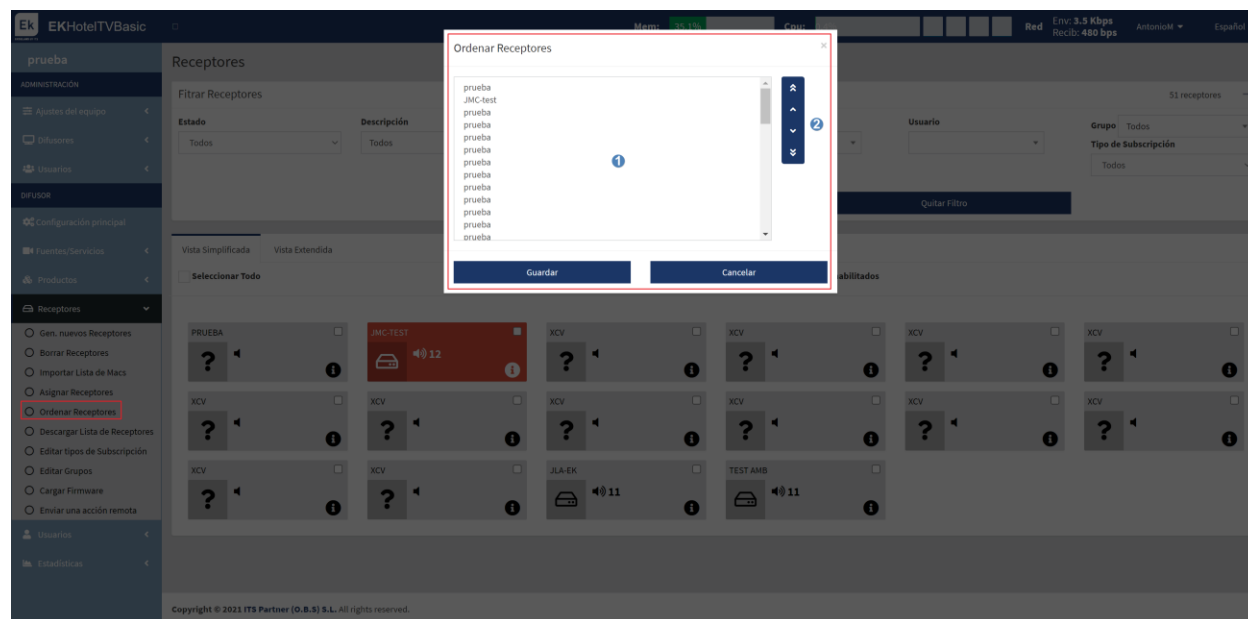 Ek EKHotelTVBasic
Mem: 35.1% Cpu: Red Env: 3.5 Kbps AntonioM Español
Recib: 480 bps
prueba
Receptores
ADMINISTRACIÓN
Ajustes del equipo
Difusores
Usuarios
DIFUSOR
Configuración principal
Fuentes/Servicios
Productos
Receptores
Gen. nuevos Receptores
Borrar Receptores
Importar Lista de Macs
Asignar Receptores
Ordenar Receptores
Descargar Lista de Receptores
Editar tipos de Subscripción
Editar Grupos
Cargar Firmware
Enviar una acción remota
Usuarios
Estadísticas
Fitrar Receptores
51 receptores
Estado
Todos
Descripción
Todos
Usuario
Grupo Todos
Tipo de Subscripción
Todos
Quitar Filtro
Ordenar Receptores ×
prueba
JMC-test
prueba
prueba
prueba
prueba
prueba
prueba
prueba
prueba
prueba
prueba
prueba
1
2
Guardar Cancelar
Vista Simplificada Vista Extendida
Seleccionar Todo
abilitados
PRUEBA JMC-TEST XCV XCV XCV XCV
? 12 ? ? ? ?
XCV XCV XCV XCV XCV XCV
? ? ? ? ? ?
XCV XCV JLA-EK TEST AMB
? ? 11 11
Copyright © 2021 ITS Partner (O.B.S) S.L. All rights reserved.